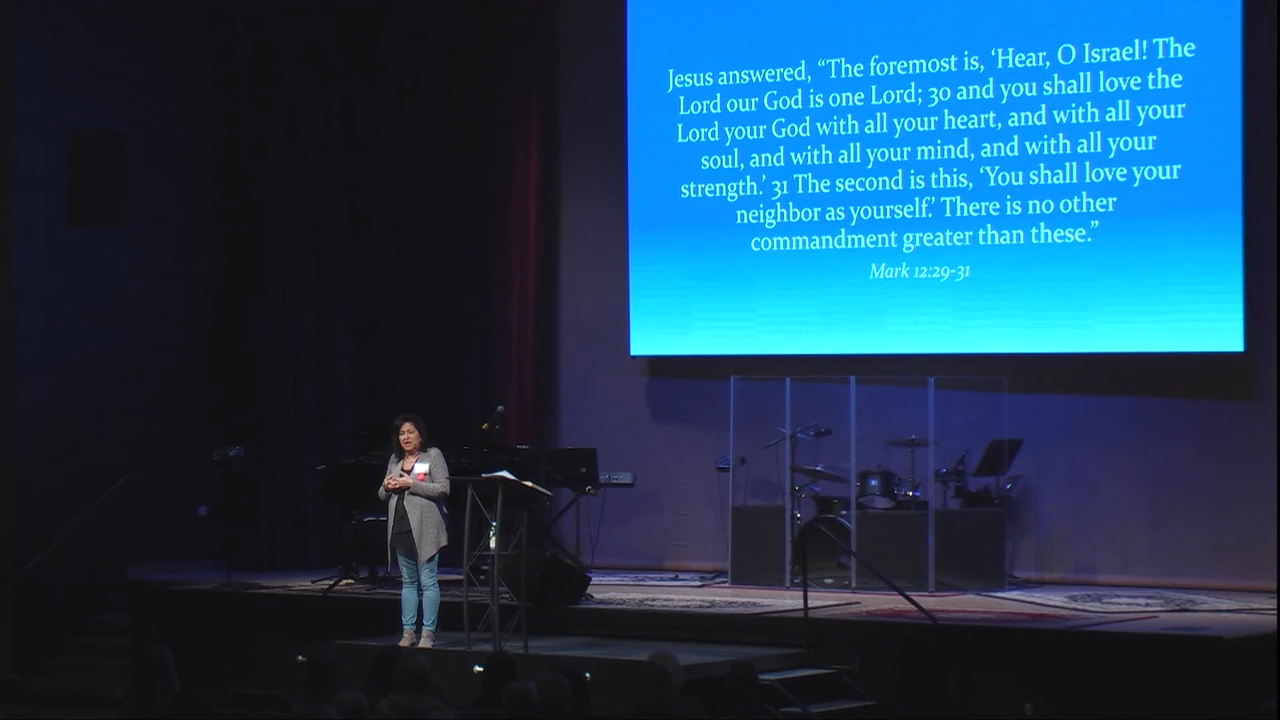 Jesus answered, “The foremost is, ‘Hear, O Israel! The
Lord our God is one Lord; 30 and you shall love the
Lord your God with all your heart, and with all your
soul, and with all your mind, and with all your
strength.’ 31 The second is this, ‘You shall love your
neighbor as yourself.’ There is no other
commandment greater than these.”
Mark 12:29-31